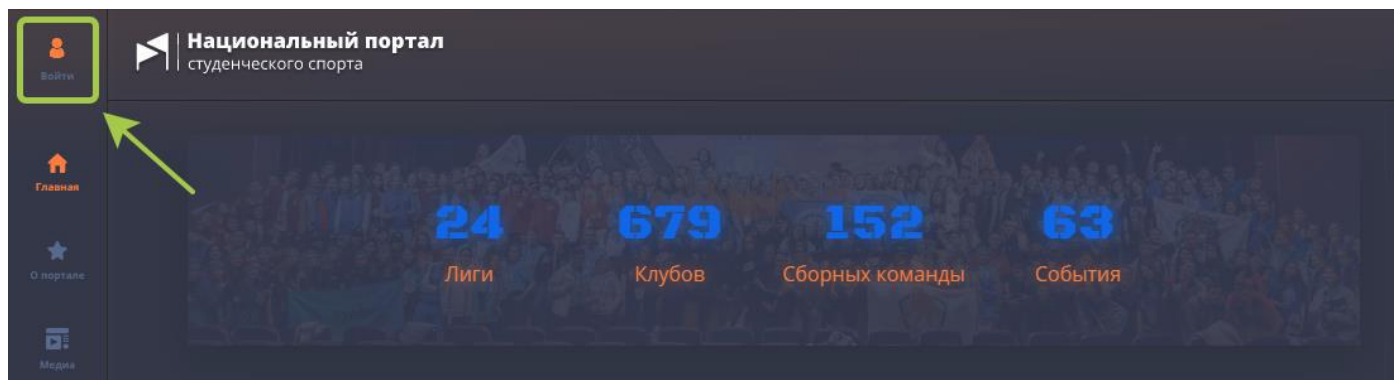 Войти
Национальный портал
студенческого спорта
Главная
О портале
Медиа
24 679 152 63
Лиги Клубов Сборных команды События